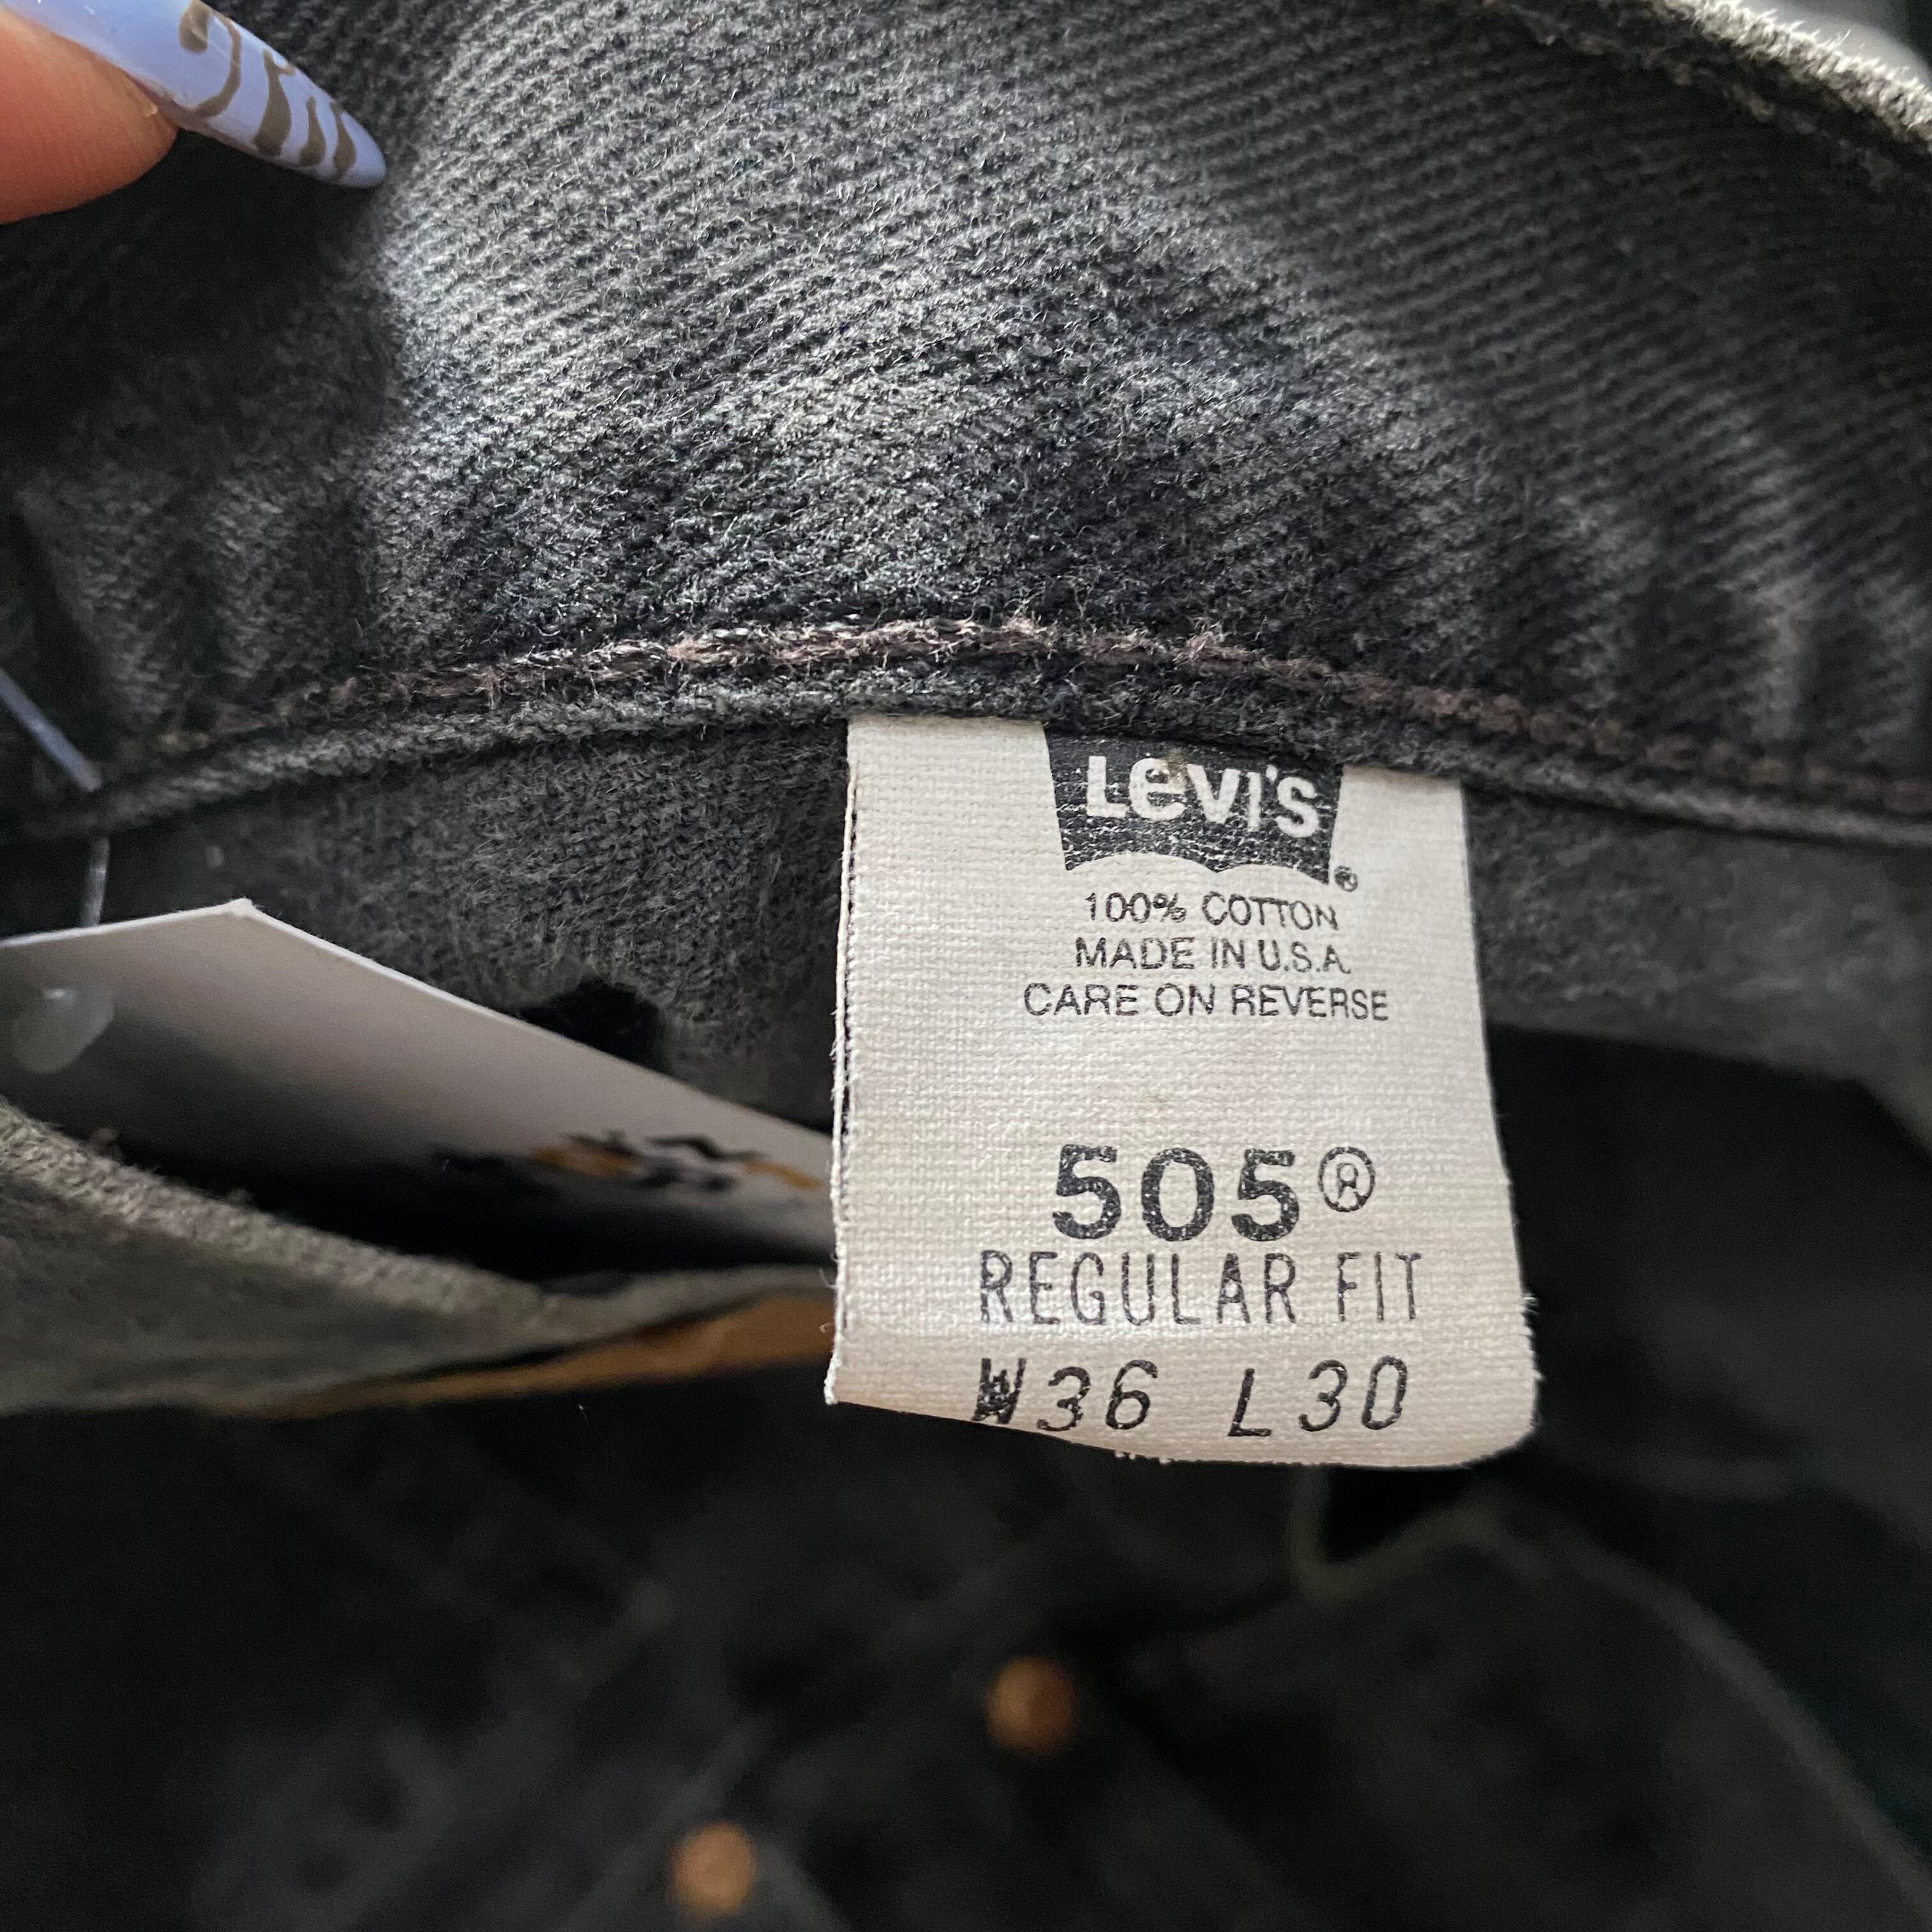 LEVI'S®
100% COTTON
MADE IN U.S.A.
CARE ON REVERSE
505®
REGULAR FIT
W36 L30